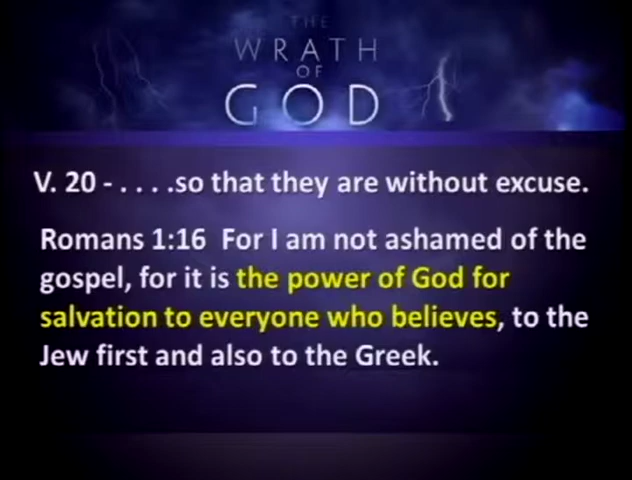 THE
WRATH
OF
GOD
V. 20 - . . . .so that they are without excuse.
Romans 1:16 For I am not ashamed of the
gospel, for it is the power of God for
salvation to everyone who believes, to the
Jew first and also to the Greek.